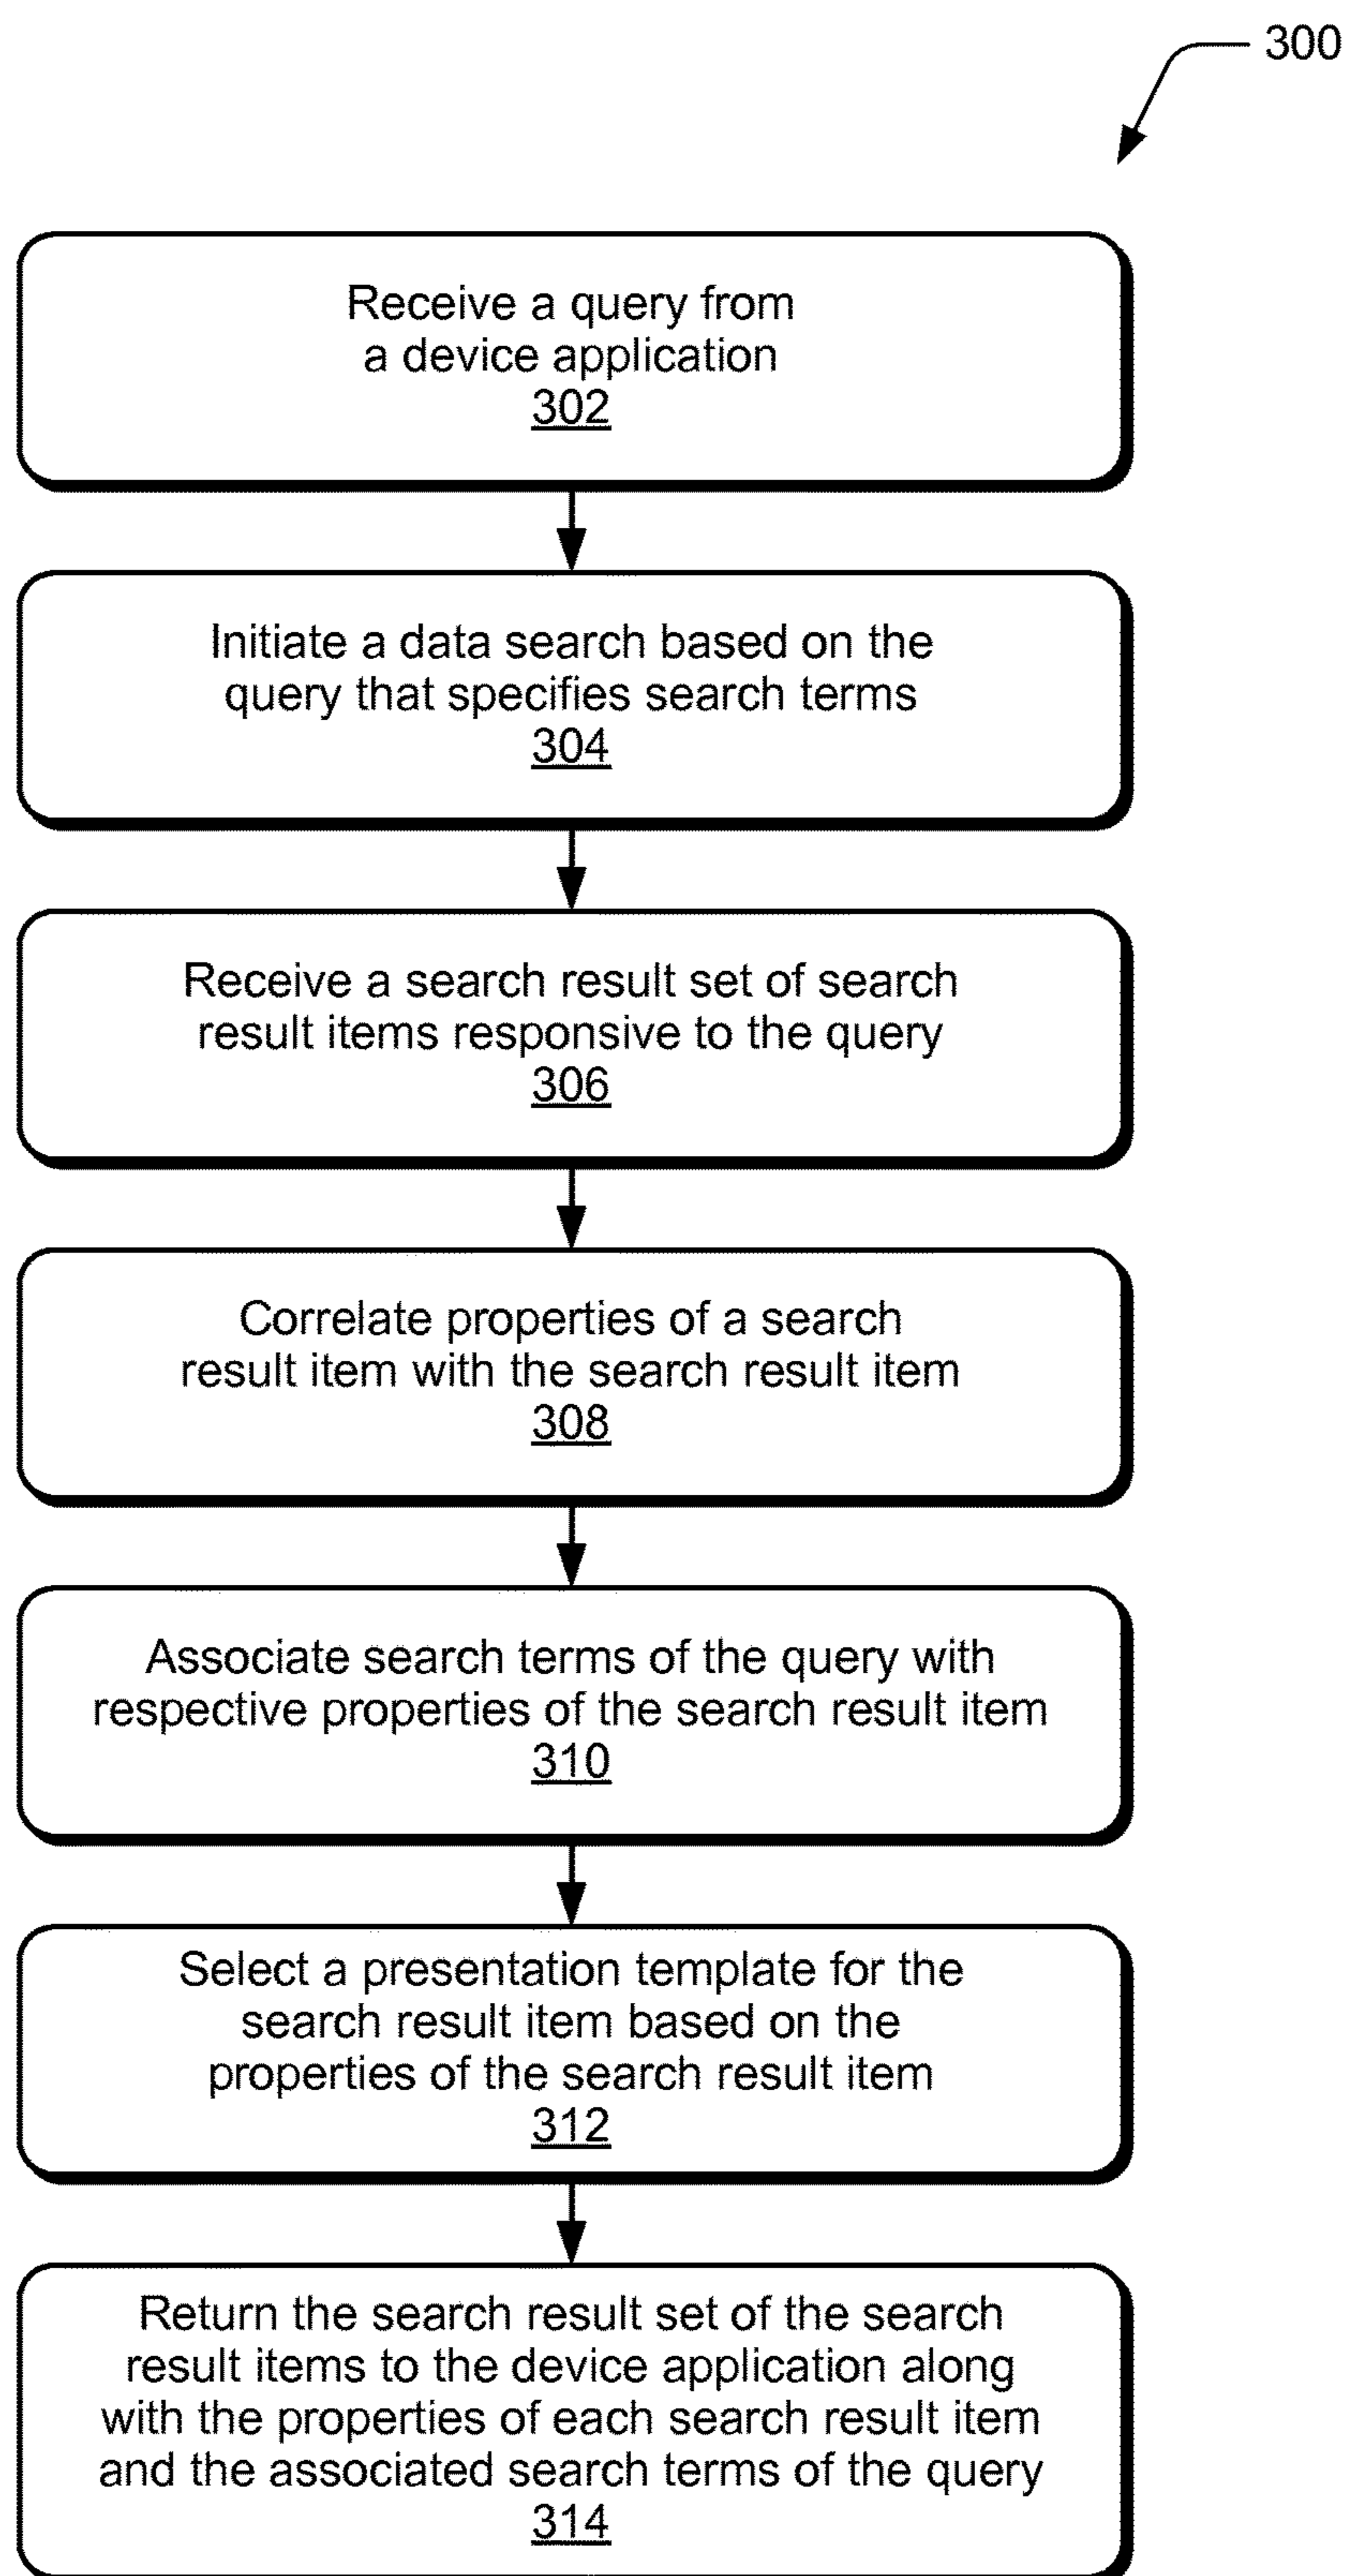 300
Receive a query from
a device application
302
Initiate a data search based on the
query that specifies search terms
304
Receive a search result set of search
result items responsive to the query
306
Correlate properties of a search
result item with the search result item
308
Associate search terms of the query with
respective properties of the search result item
310
Select a presentation template for the
search result item based on the
properties of the search result item
312
Return the search result set of the search
result items to the device application along
with the properties of each search result item
and the associated search terms of the query
314